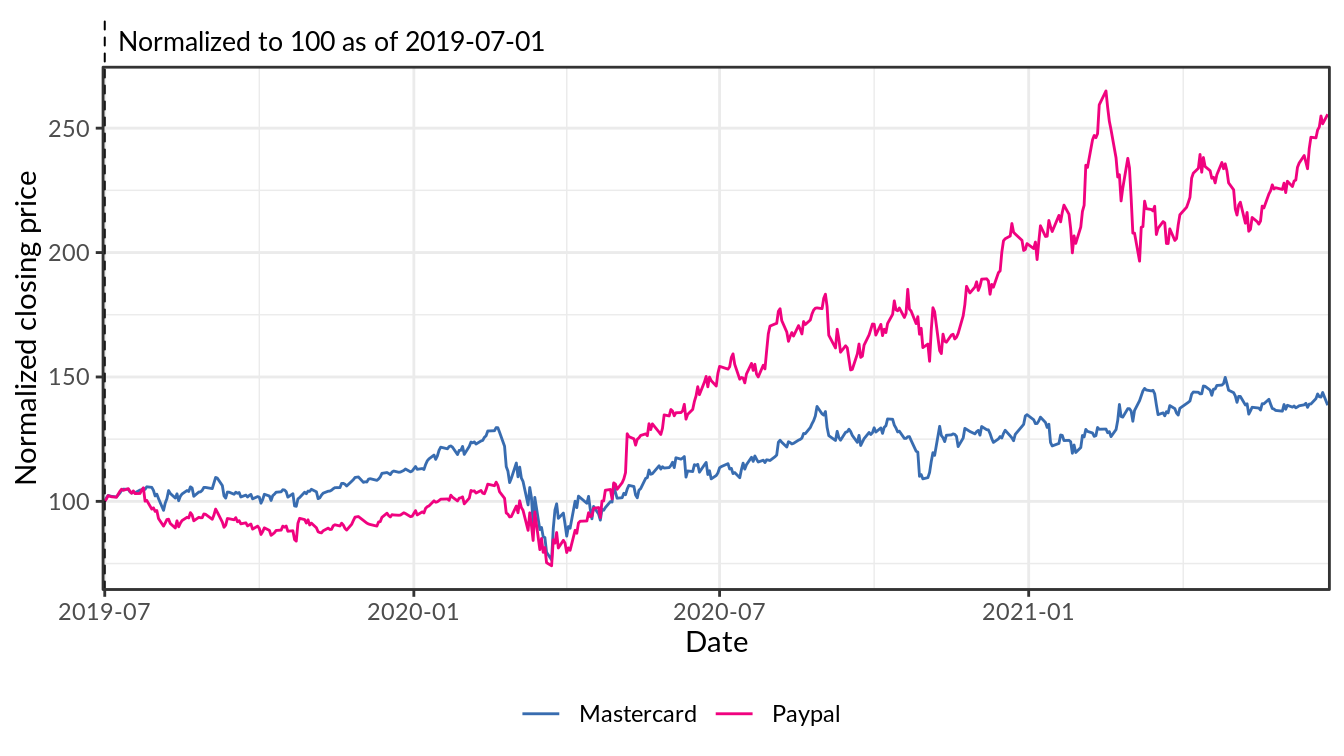 Normalized to 100 as of 2019-07-01
Normalized closing price
250
200
150
100
2019-07 2020-01 2020-07 2021-01
Date
Mastercard Paypal